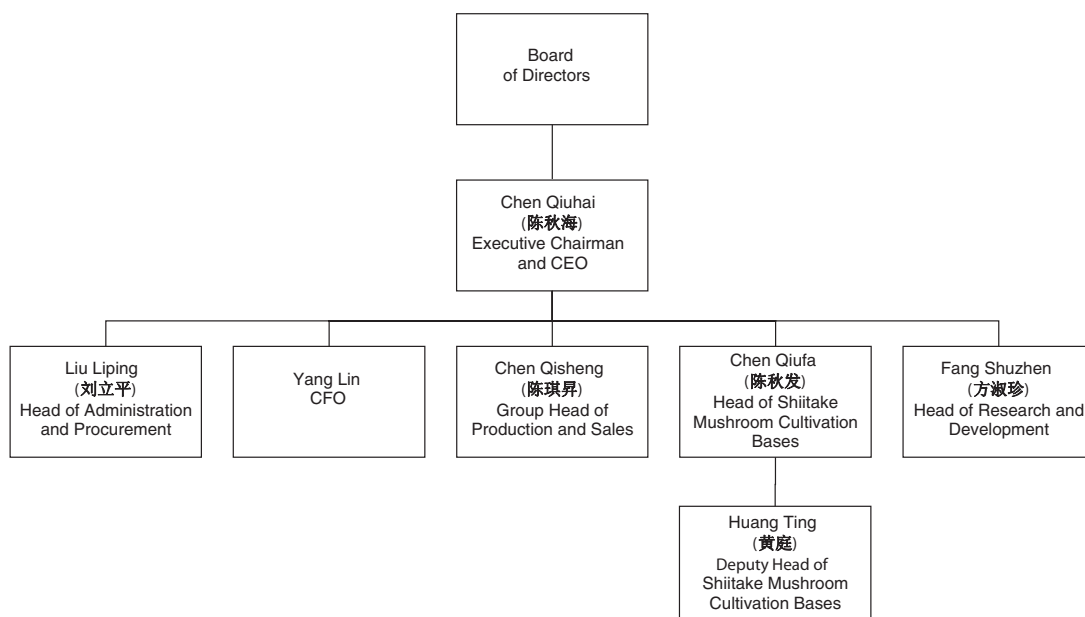 Board
of Directors
Chen Qiuhai
(陈秋海)
Executive Chairman
and CEO
Liu Liping
(刘立平)
Head of Administration
and Procurement
Yang Lin
CFO
Chen Qisheng
(陈琪昇)
Group Head of
Production and Sales
Chen Qiufa
(陈秋发)
Head of Shiitake
Mushroom Cultivation
Bases
Fang Shuzhen
(方淑珍)
Head of Research and
Development
Huang Ting
(黄庭)
Deputy Head of
Shiitake Mushroom
Cultivation Bases